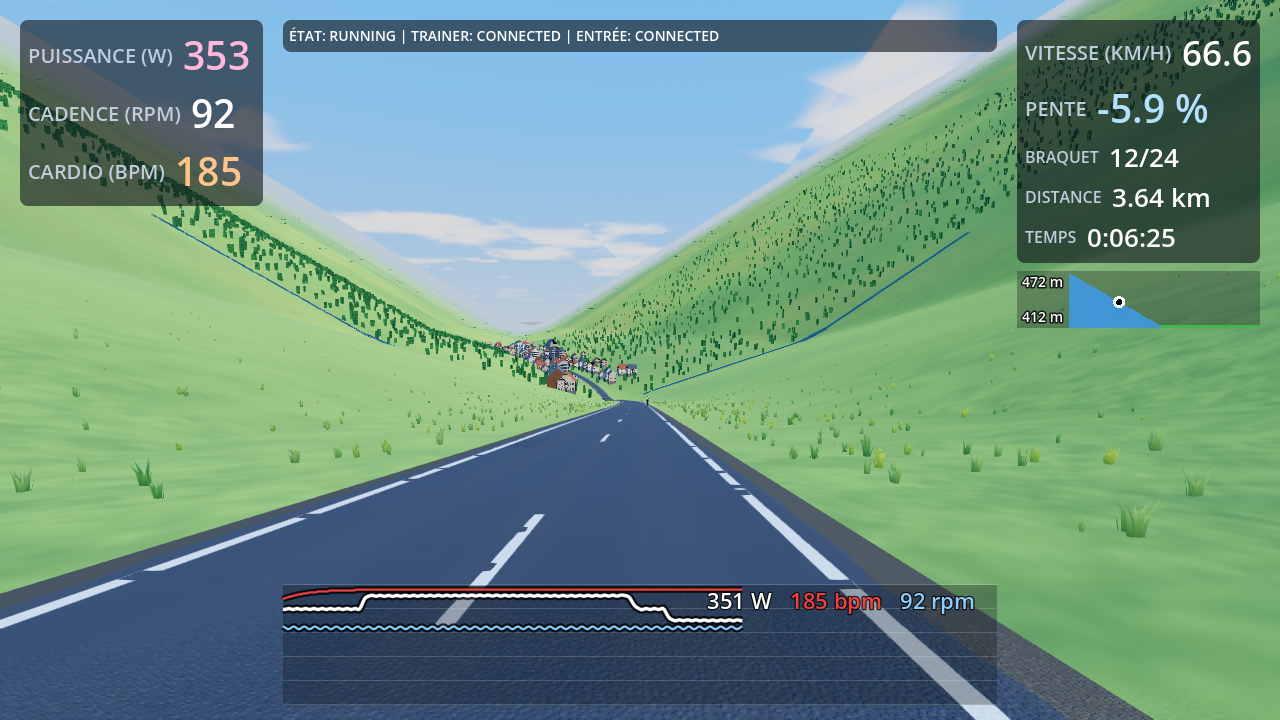 PUISSANCE (W) 353
CADENCE (RPM) 92
CARDIO (BPM) 185
ÉTAT: RUNNING | TRAINER: CONNECTED | ENTRÉE: CONNECTED
VITESSE (KM/H) 66.6
PENTE -5.9 %
BRAQUET 12/24
DISTANCE 3.64 km
TEMPS 0:06:25
472 m
412 m
351 W 185 bpm 92 rpm